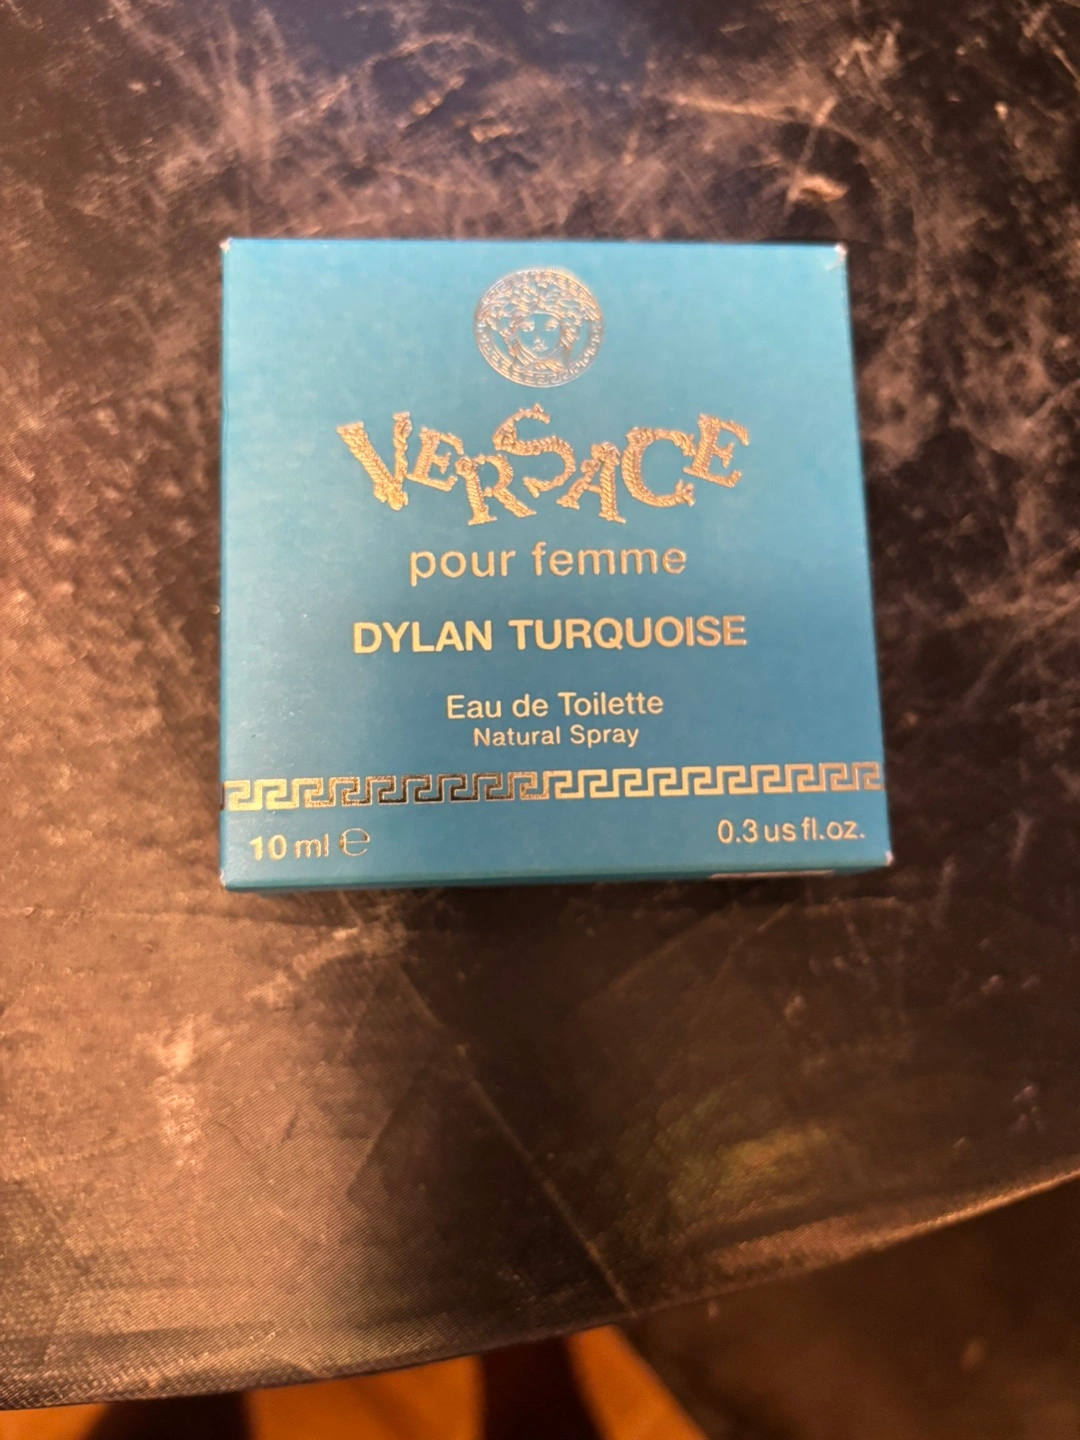 VERSACE
pour femme
DYLAN TURQUOISE
Eau de Toilette
Natural Spray
10 ml ℮
0.3 us fl.oz.